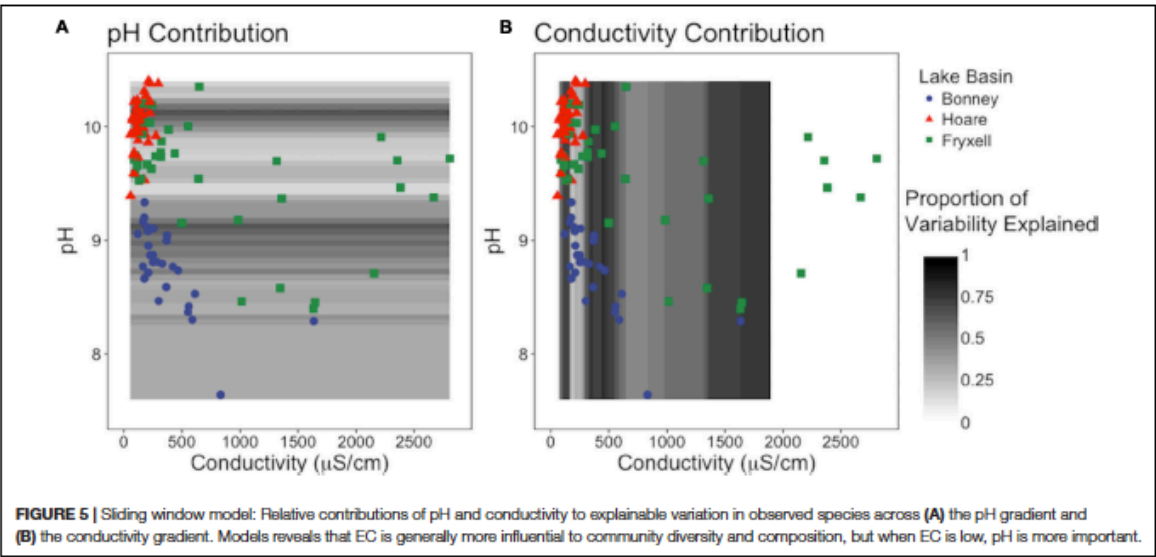 A pH Contribution
B Conductivity Contribution
pH
10
9
8
0 500 1000 1500 2000 2500
Conductivity (μS/cm)
pH
10
9
8
0 500 1000 1500 2000 2500
Conductivity (μS/cm)
Lake Basin
Bonney
Hoare
Fryxell
Proportion of
Variability Explained
1
0.75
0.5
0.25
0
FIGURE 5 | Sliding window model: Relative contributions of pH and conductivity to explainable variation in observed species across (A) the pH gradient and
(B) the conductivity gradient. Models reveals that EC is generally more influential to community diversity and composition, but when EC is low, pH is more important.